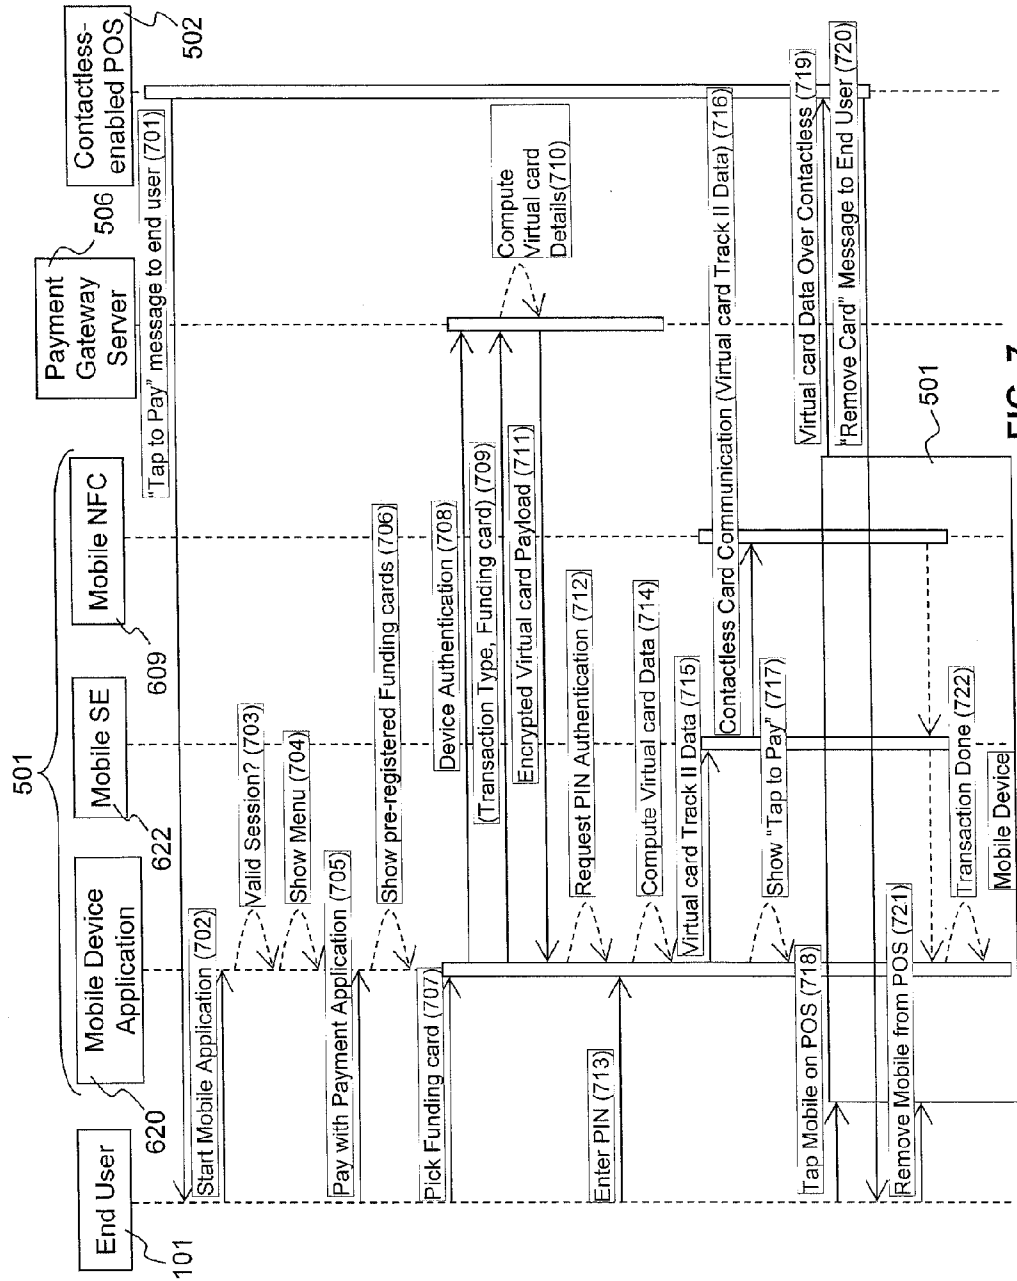 501
End User
101
Mobile Device
Application
620
Mobile SE
622
Mobile NFC
609
Payment
Gateway
Server
506
Contactless-
enabled POS
502
"Tap to Pay" message to end user (701)
Start Mobile Application (702)
Valid Session? (703)
Show Menu (704)
Pay with Payment Application (705)
Show pre-registered Funding cards (706)
Pick Funding card (707)
Device Authentication (708)
(Transaction Type, Funding card) (709)
Compute
Virtual card
Details(710)
Encrypted Virtual card Payload (711)
Request PIN Authentication (712)
Enter PIN (713)
Compute Virtual card Data (714)
Virtual card Track II Data (715)
Contactless Card Communication (Virtual card Track II Data) (716)
Show "Tap to Pay" (717)
Tap Mobile on POS (718)
Virtual card Data Over Contactless (719)
"Remove Card" Message to End User (720)
Remove Mobile from POS (721)
Transaction Done (722)
Mobile Device
501
FIG. 7